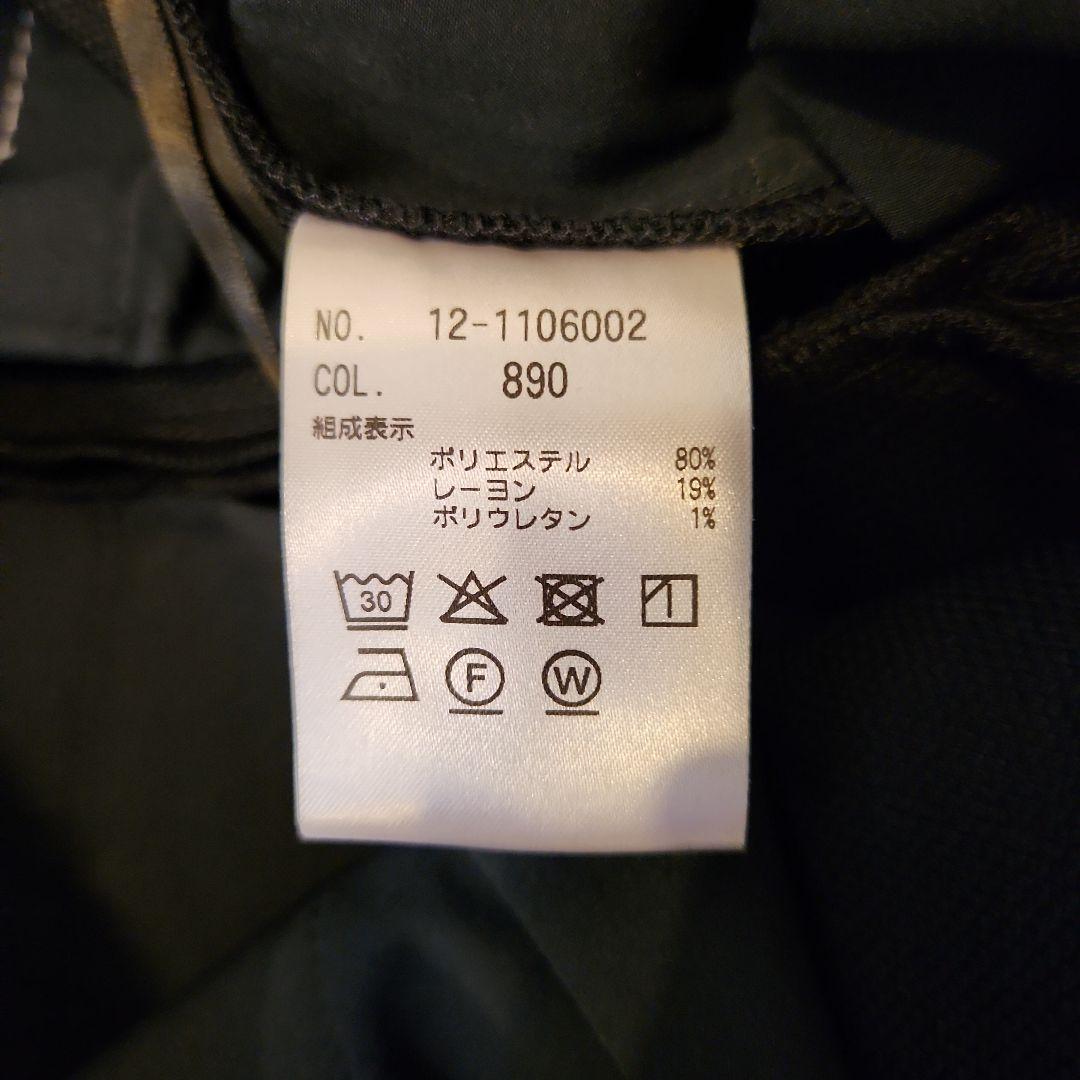 NO. 12-1106002
COL. 890
組成表示
ポリエステル 80%
レーヨン 19%
ポリウレタン 1%
30
F W